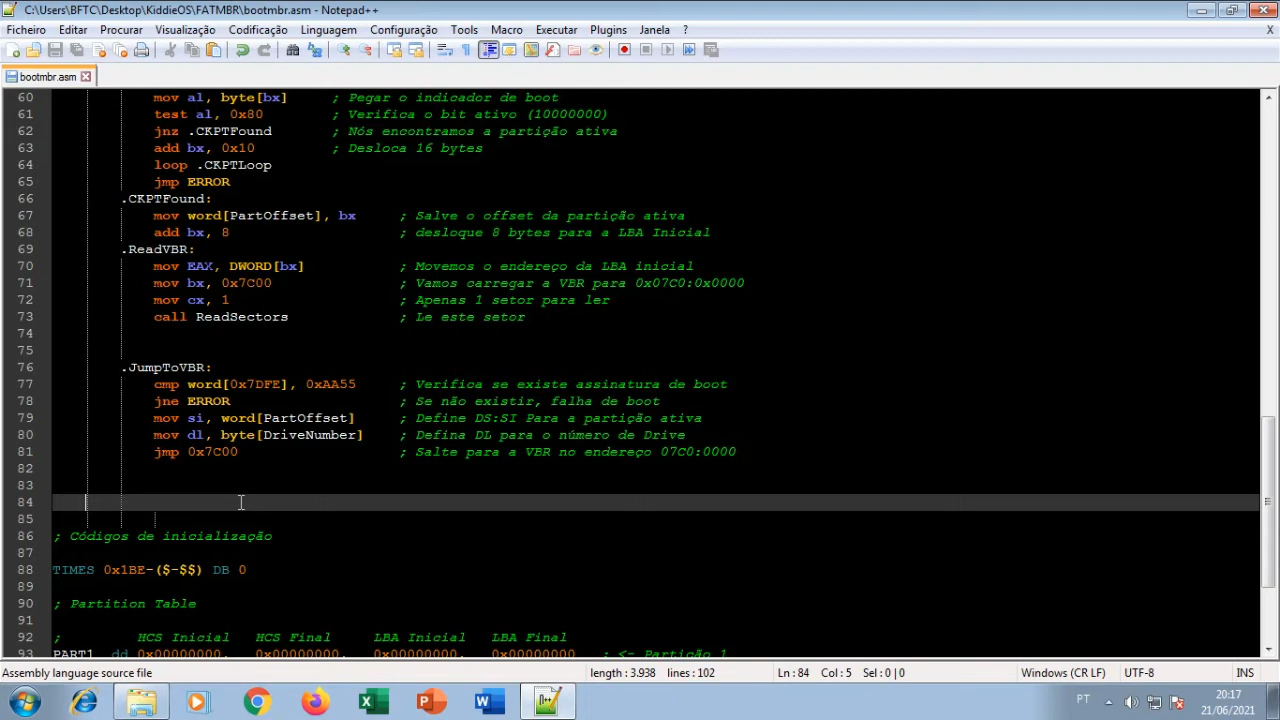 C:\Users\BFTC\Desktop\KiddieOS\FATMBR\bootmbr.asm - Notepad++
Ficheiro Editar Procurar Visualização Codificação Linguagem Configuração Tools Macro Executar Plugins Janela ? X
bootmbr.asm
60 mov al, byte[bx] ; Pegar o indicador de boot
61 test al, 0x80 ; Verifica o bit ativo (10000000)
62 jnz .CKPTFound ; Nós encontramos a partição ativa
63 add bx, 0x10 ; Desloca 16 bytes
64 loop .CKPTLoop
65 jmp ERROR
66 .CKPTFound:
67 mov word[PartOffset], bx ; Salve o offset da partição ativa
68 add bx, 8 ; desloque 8 bytes para a LBA Inicial
69 .ReadVBR:
70 mov EAX, DWORD[bx] ; Movemos o endereço da LBA inicial
71 mov bx, 0x7C00 ; Vamos carregar a VBR para 0x07C0:0x0000
72 mov cx, 1 ; Apenas 1 setor para ler
73 call ReadSectors ; Le este setor
74
75
76 .JumpToVBR:
77 cmp word[0x7DFE], 0xAA55 ; Verifica se existe assinatura de boot
78 jne ERROR ; Se não existir, falha de boot
79 mov si, word[PartOffset] ; Define DS:SI Para a partição ativa
80 mov dl, byte[DriveNumber] ; Defina DL para o número de Drive
81 jmp 0x7C00 ; Salte para a VBR no endereço 07C0:0000
82
83
84
85
86 ; Códigos de inicialização
87
88 TIMES 0x1BE-($-$$) DB 0
89
90 ; Partition Table
91
92 ; HCS Inicial HCS Final LBA Inicial LBA Final
93 PART1 dd 0x00000000, 0x00000000, 0x00000000, 0x00000000 ; <- Partição 1
Assembly language source file length : 3.938 lines : 102 Ln : 84 Col : 5 Sel : 0 | 0 Windows (CR LF) UTF-8 INS
PT 20:17
21/06/2021